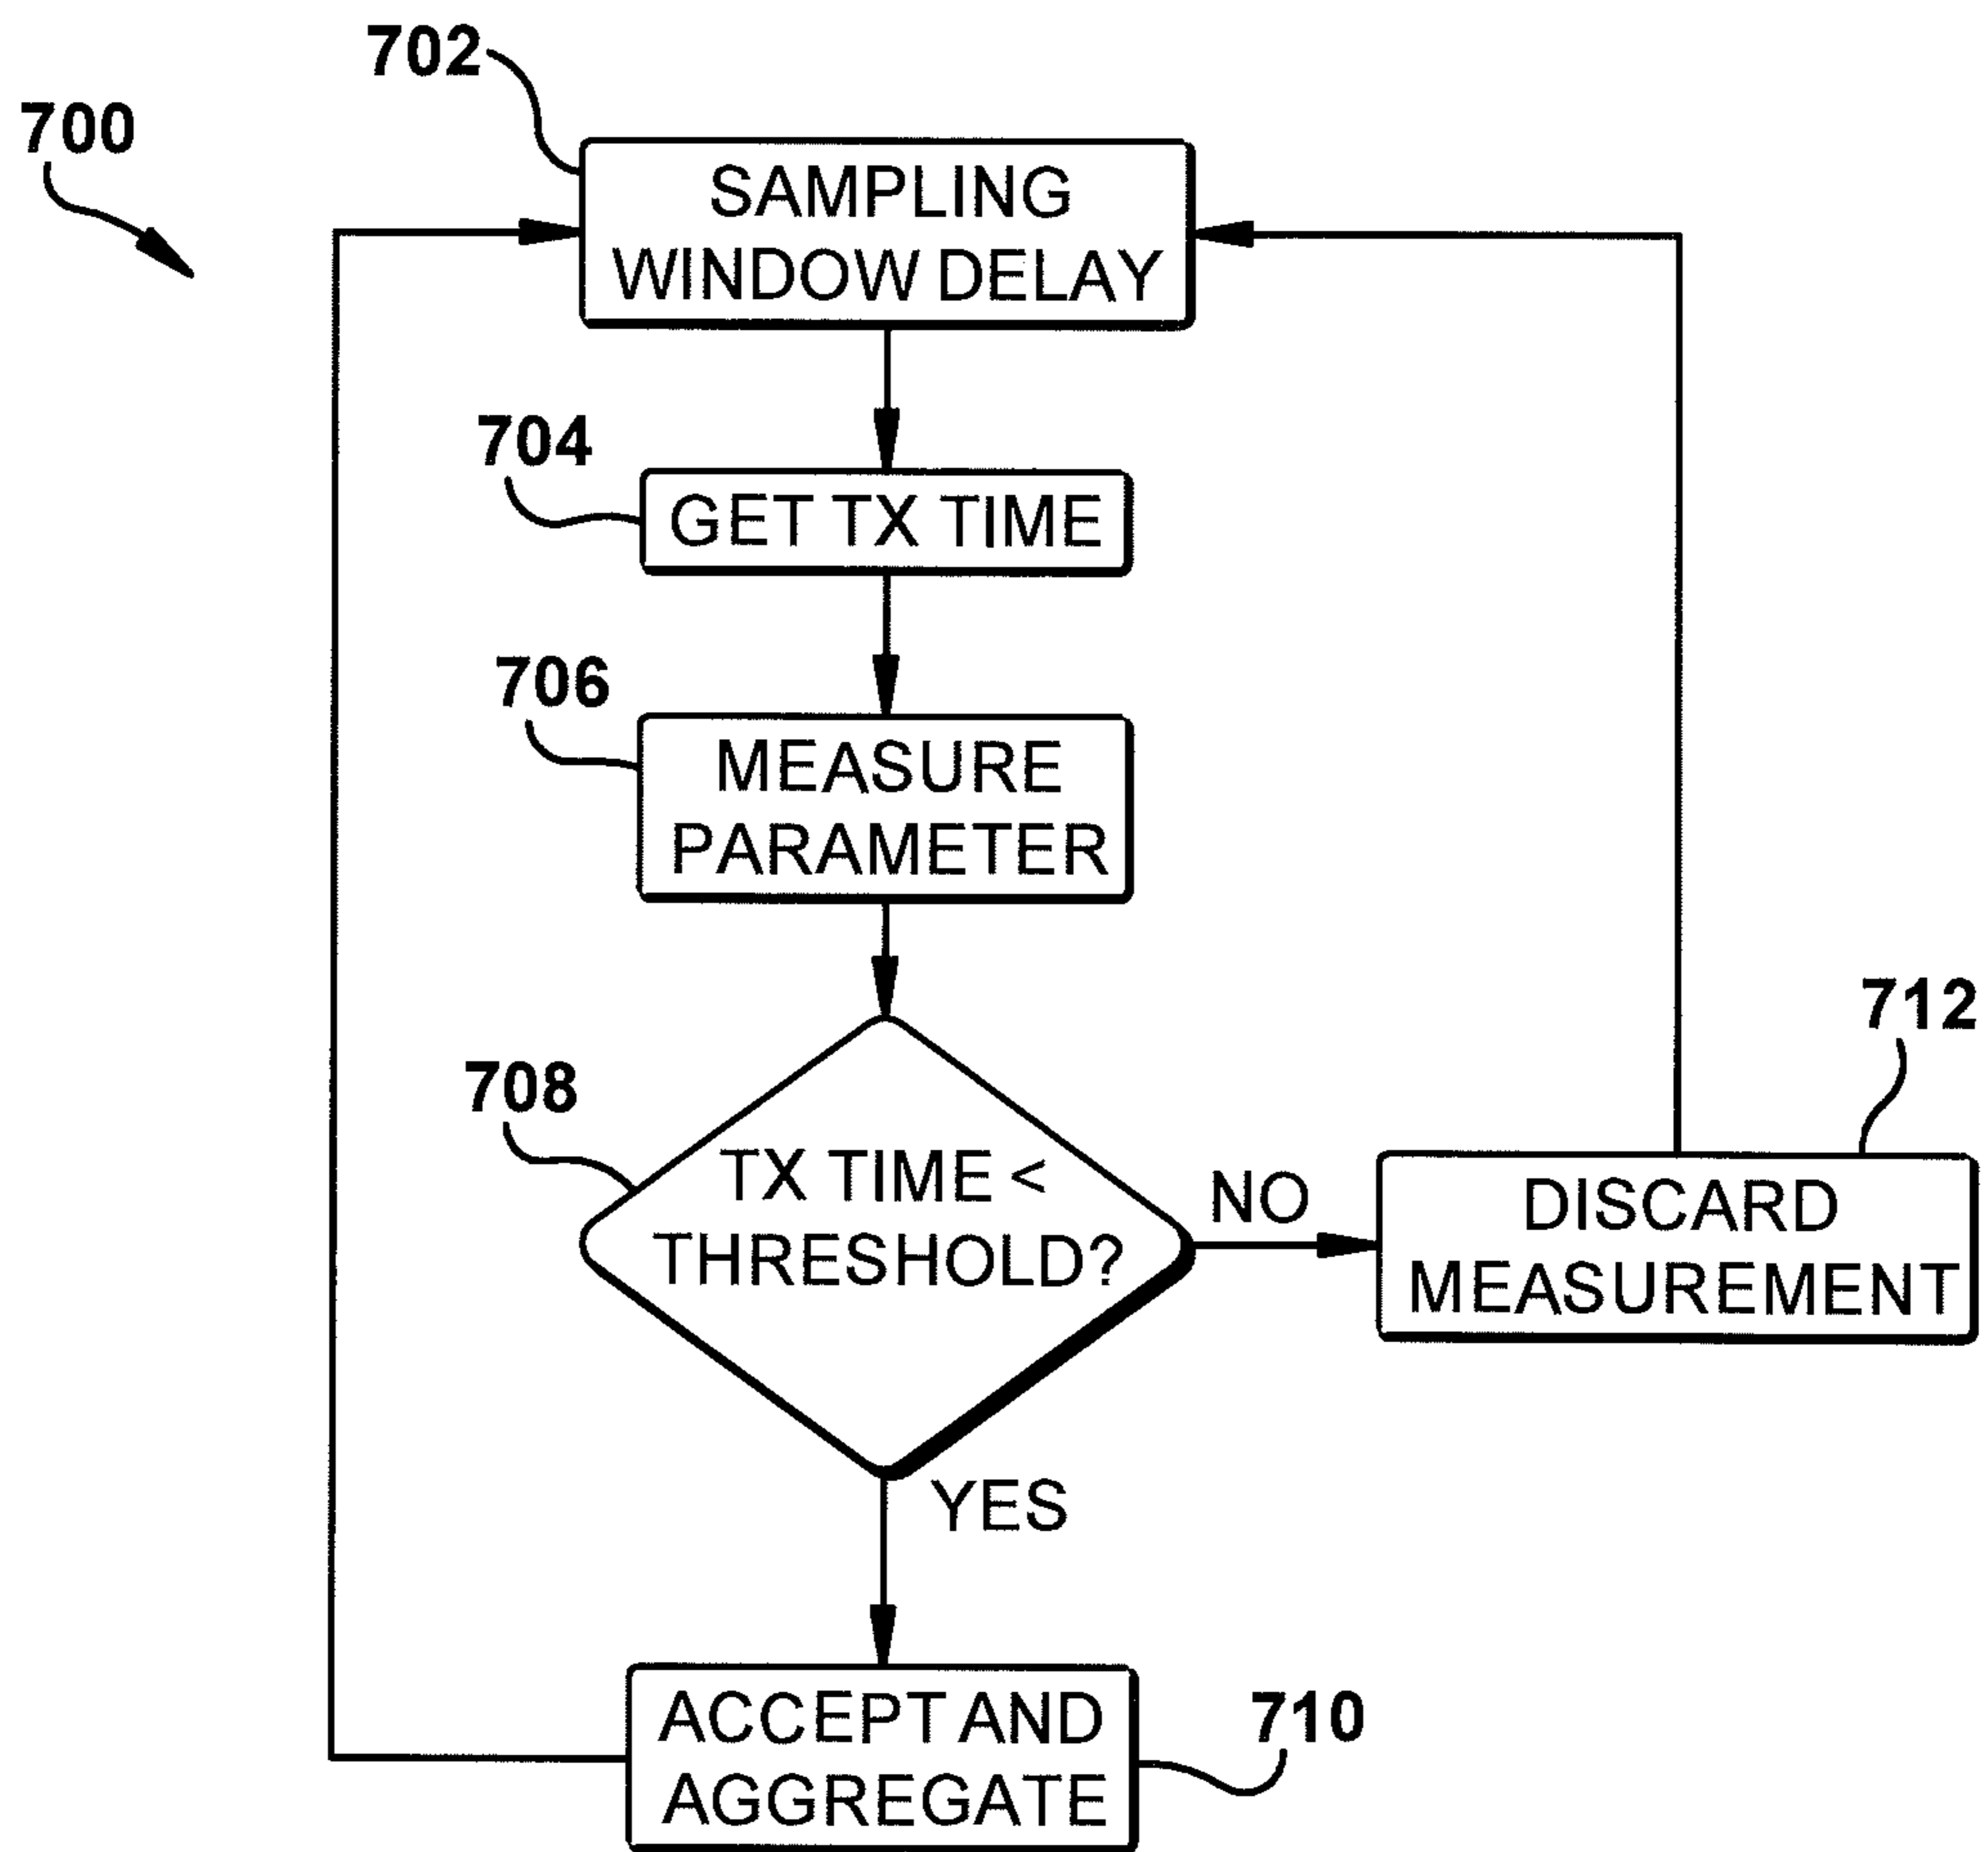 702
700
SAMPLING
WINDOW DELAY
704
GET TX TIME
706
MEASURE
PARAMETER
708
TX TIME <
THRESHOLD?
NO
712
DISCARD
MEASUREMENT
YES
ACCEPT AND
AGGREGATE
710